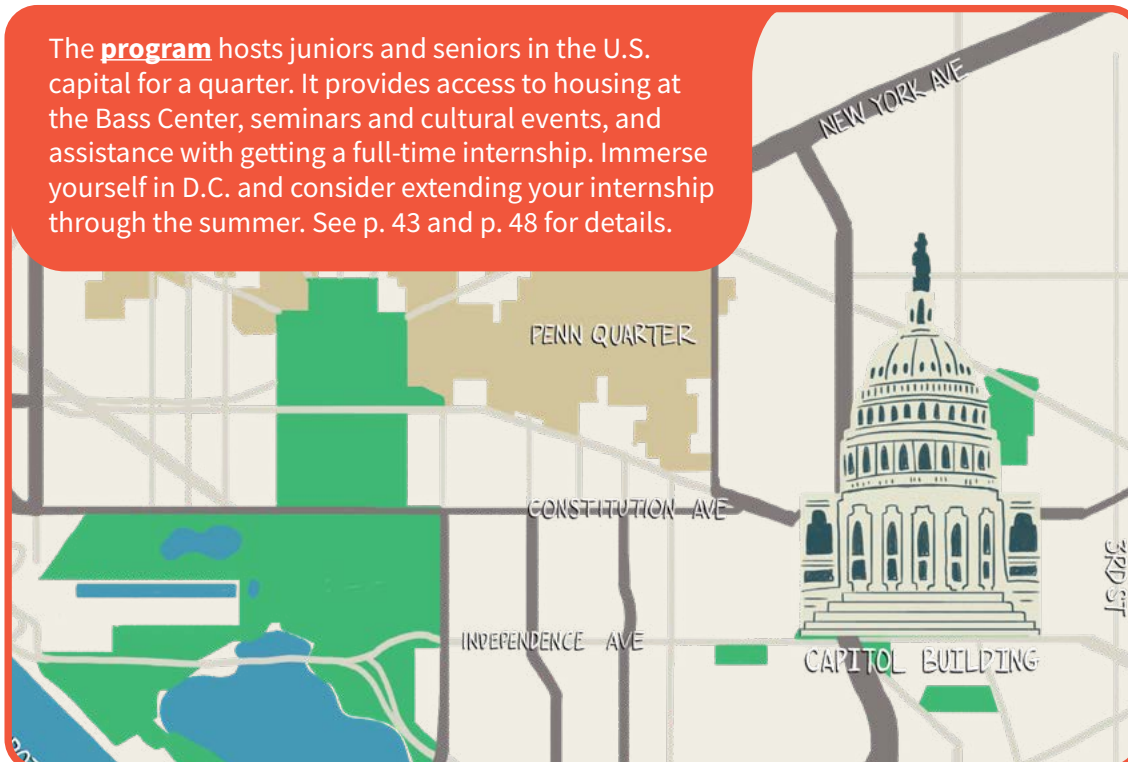 The program hosts juniors and seniors in the U.S.
capital for a quarter. It provides access to housing at
the Bass Center, seminars and cultural events, and
assistance with getting a full-time internship. Immerse
yourself in D.C. and consider extending your internship
through the summer. See p. 43 and p. 48 for details.
NEW YORK AVE
PENN QUARTER
CONSTITUTION AVE
3RD ST
INDEPENDENCE AVE
CAPITOL BUILDING